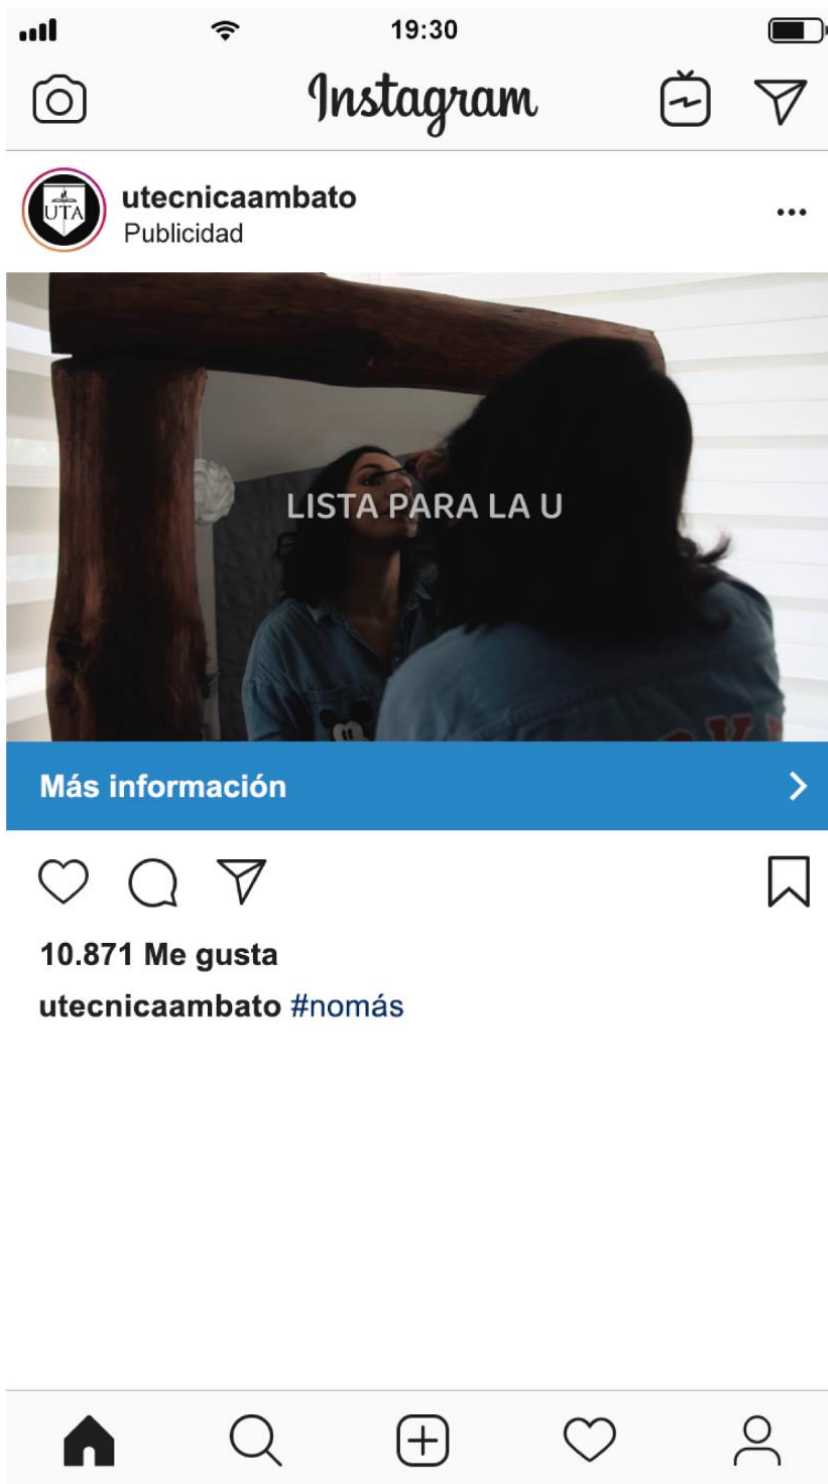 19:30
Instagram
UTA
utecnicaambato
Publicidad
LISTA PARA LA U
Más información
10.871 Me gusta
utecnicaambato #nomás